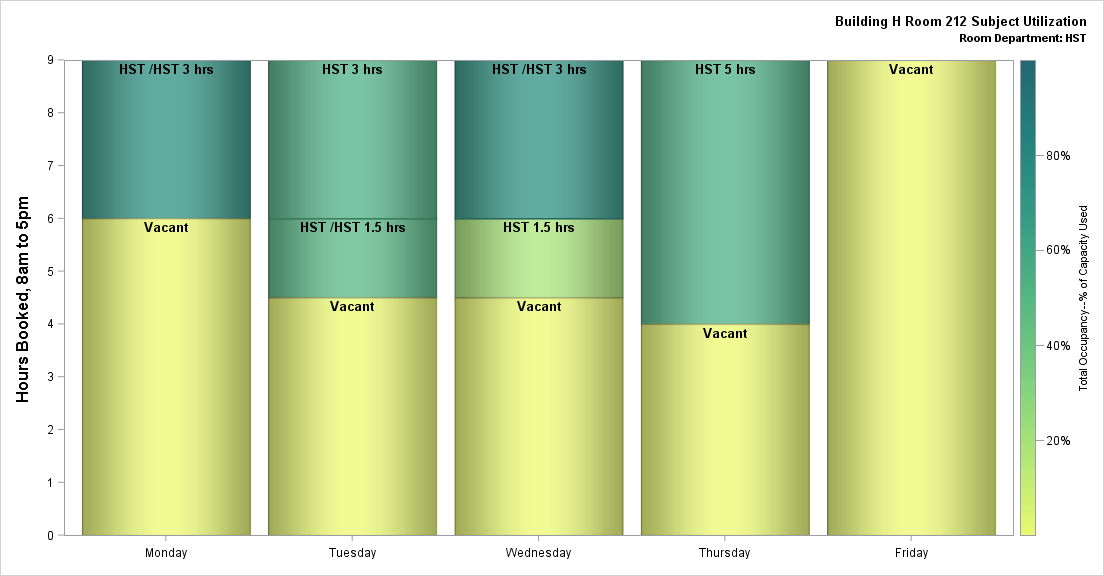 Building H Room 212 Subject Utilization
Room Department: HST
Hours Booked, 8am to 5pm
9
8
7
6
5
4
3
2
1
0
HST /HST 3 hrs
Vacant
HST 3 hrs
HST /HST 1.5 hrs
Vacant
HST /HST 3 hrs
HST 1.5 hrs
Vacant
HST 5 hrs
Vacant
Vacant
Monday
Tuesday
Wednesday
Thursday
Friday
80%
60%
40%
20%
Total Occupancy--% of Capacity Used